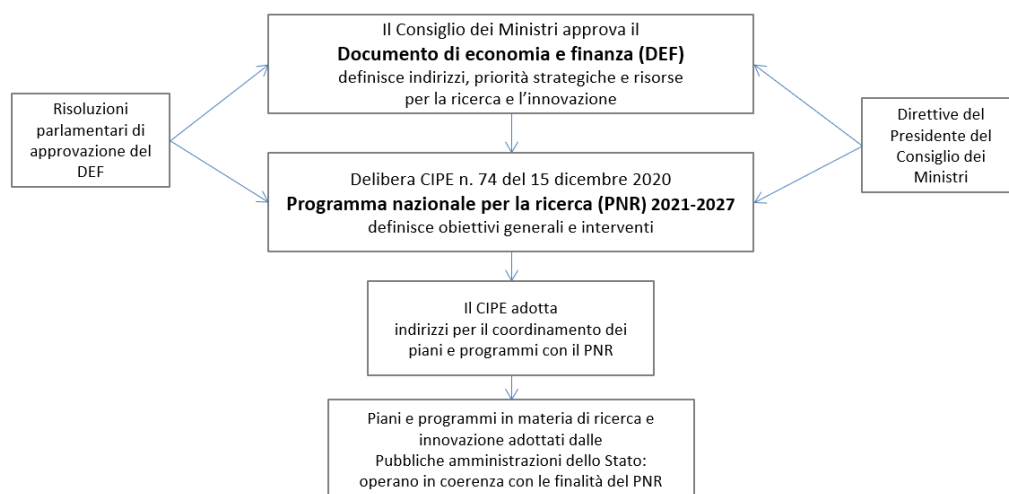 Il Consiglio dei Ministri approva il
Documento di economia e finanza (DEF)
definisce indirizzi, priorità strategiche e risorse
per la ricerca e l'innovazione
Risoluzioni
parlamentari di
approvazione del
DEF
Direttive del
Presidente del
Consiglio dei
Ministri
Delibera CIPE n. 74 del 15 dicembre 2020
Programma nazionale per la ricerca (PNR) 2021-2027
definisce obiettivi generali e interventi
Il CIPE adotta
indirizzi per il coordinamento dei
piani e programmi con il PNR
Piani e programmi in materia di ricerca e
innovazione adottati dalle
Pubbliche amministrazioni dello Stato:
operano in coerenza con le finalità del PNR